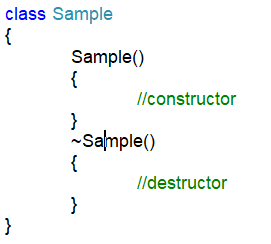 class Sample
{
Sample()
{
//constructor
}
~Sample()
{
//destructor
}
}